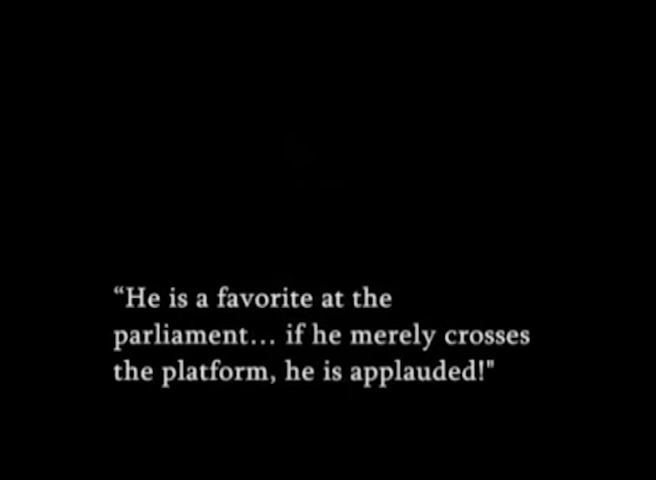 “He is a favorite at the
parliament... if he merely crosses
the platform, he is applauded!"